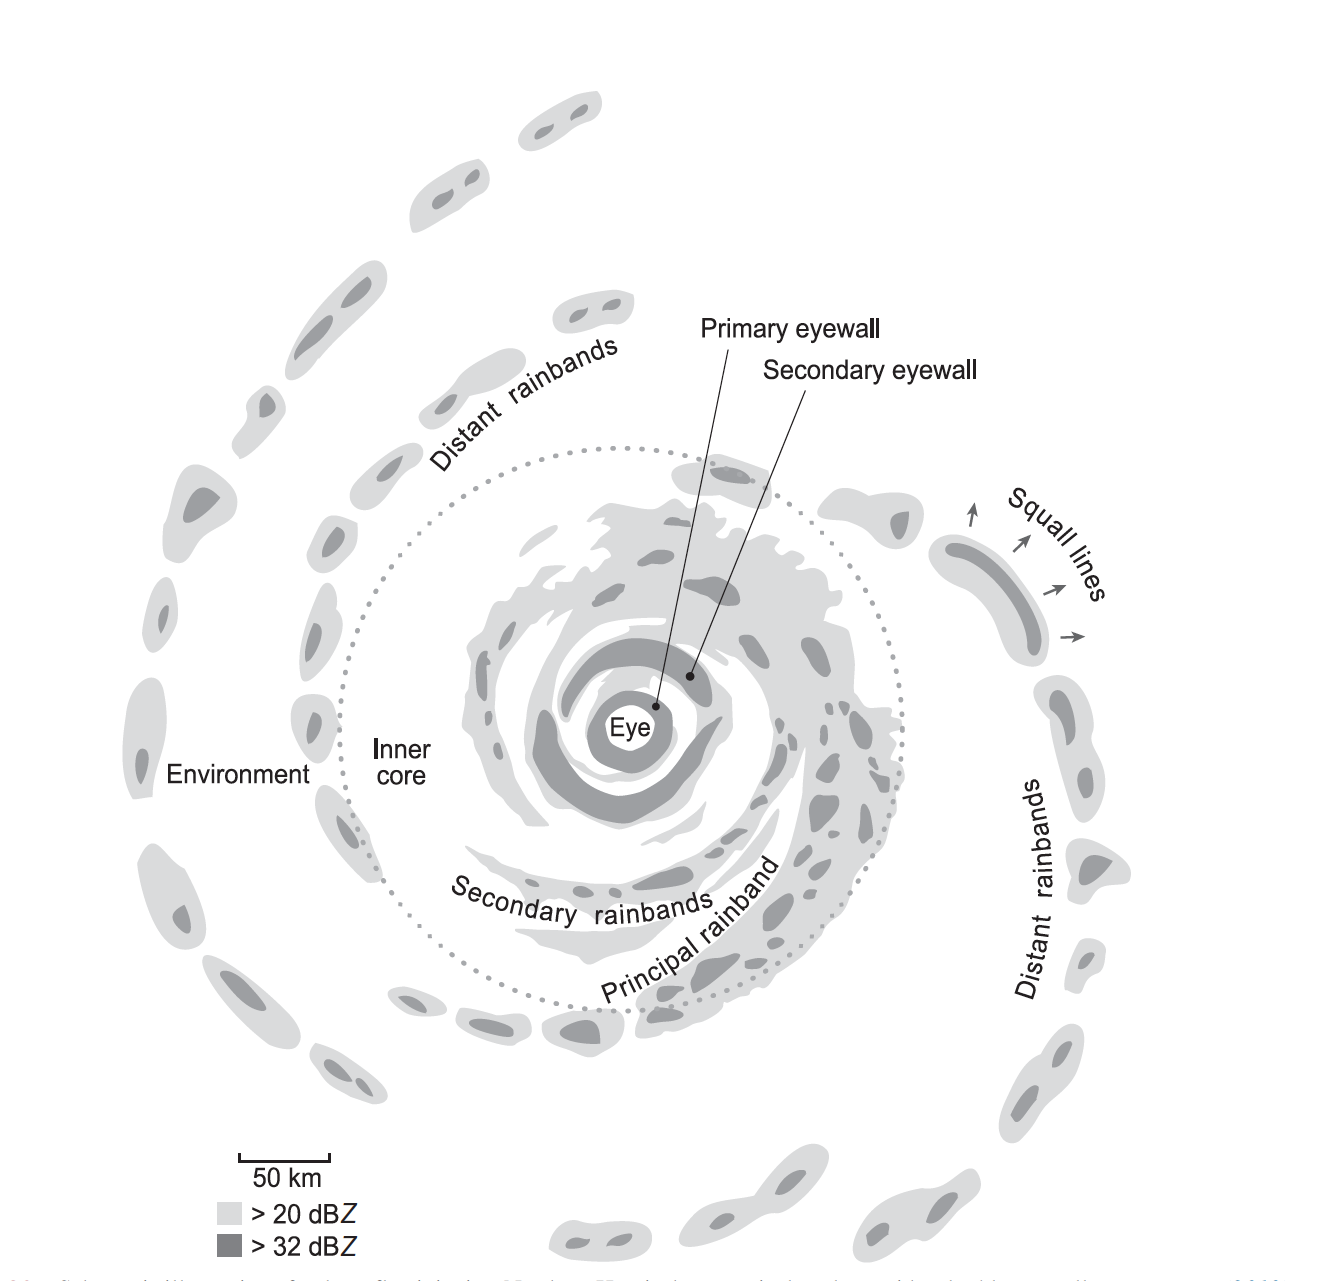 Primary eyewall
Secondary eyewall
Distant rainbands
Squall lines
Eye
Inner
core
Environment
Distant rainbands
Secondary rainbands
Principal rainband
50 km
> 20 dBZ
> 32 dBZ